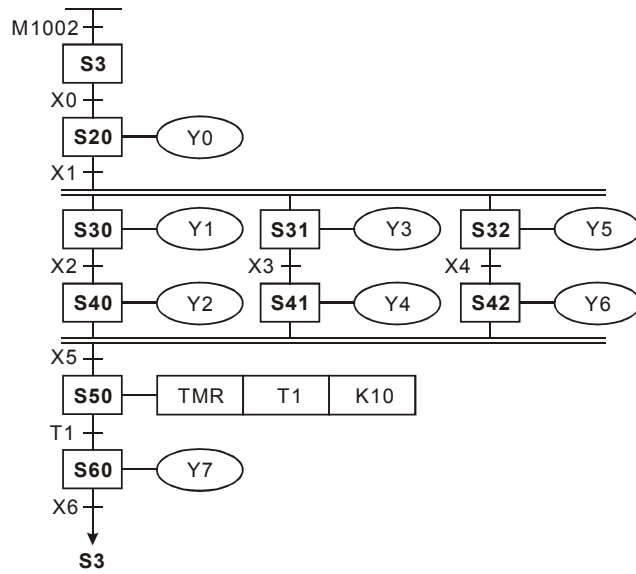 M1002
S3
X0
S20 Y0
X1
S30 Y1 S31 Y3 S32 Y5
X2 X3 X4
S40 Y2 S41 Y4 S42 Y6
X5
S50 TMR T1 K10
T1
S60 Y7
X6
S3